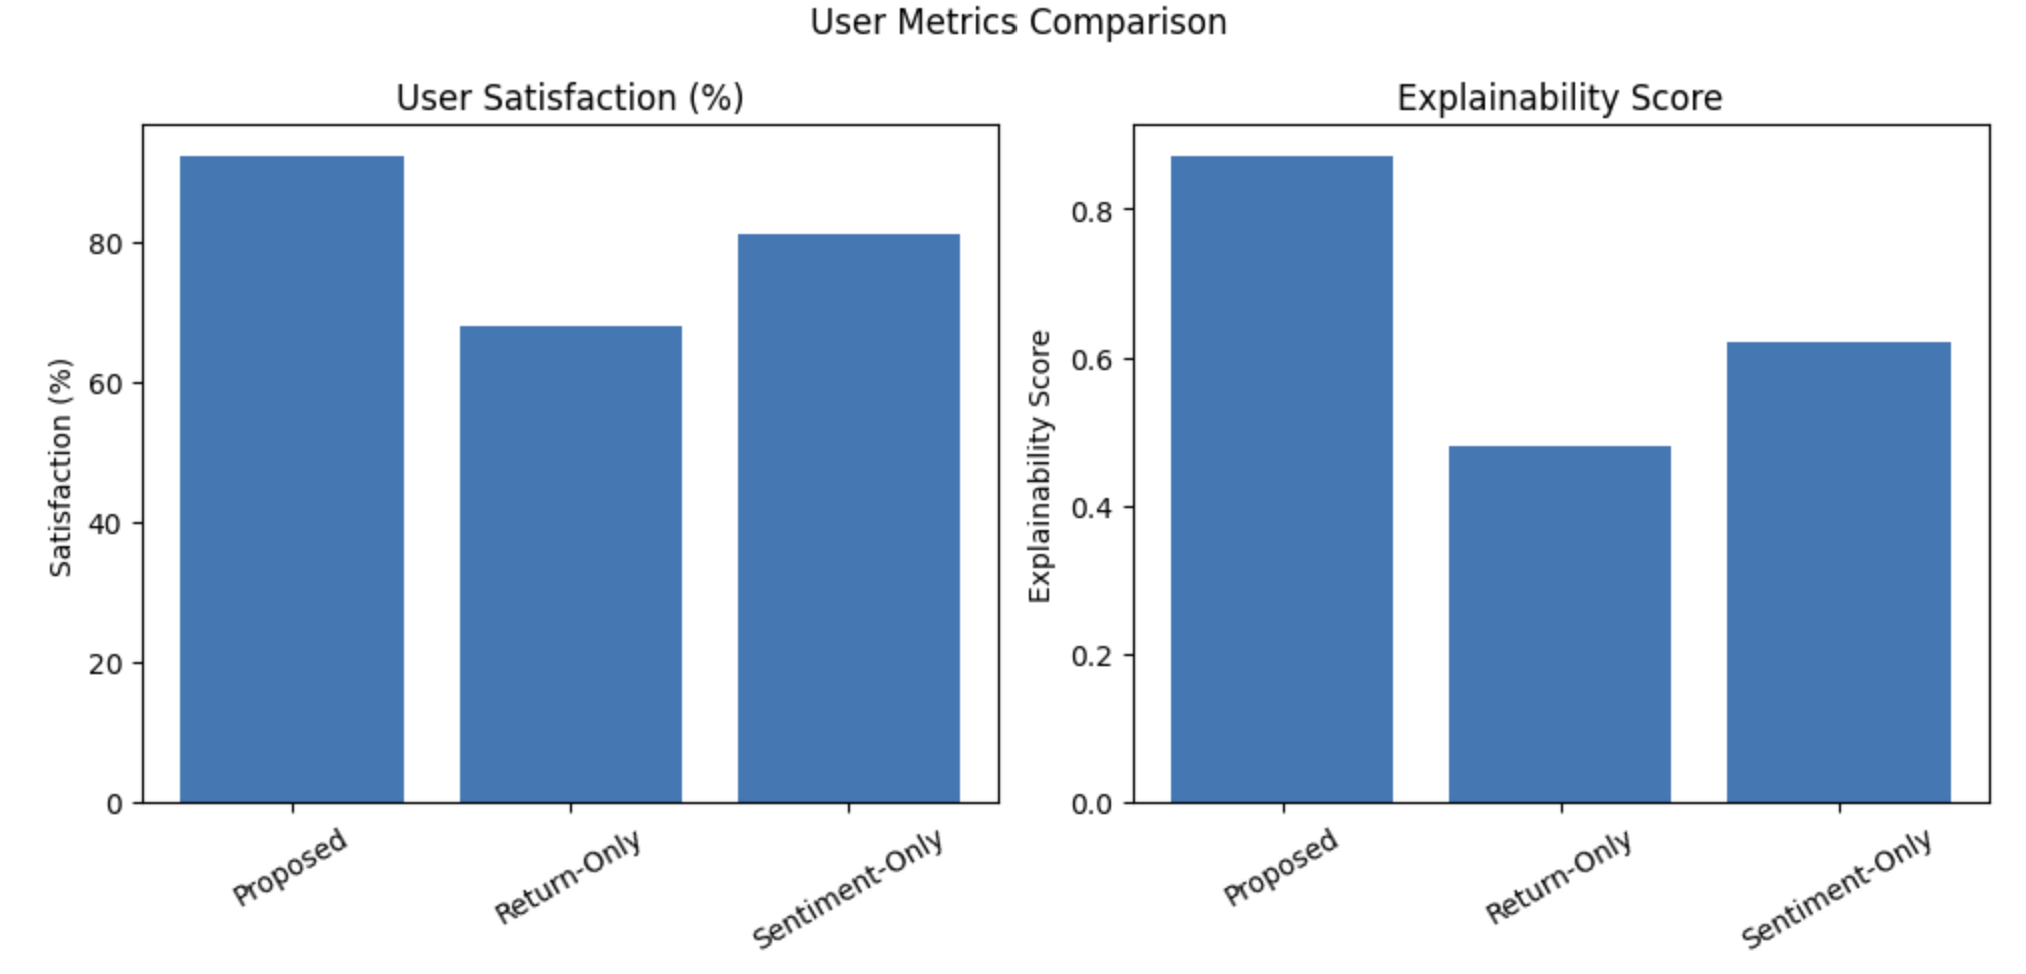 User Metrics Comparison
User Satisfaction (%)
Satisfaction (%)
80
60
40
20
0
Proposed
Return-Only
Sentiment-Only
Explainability Score
Explainability Score
0.8
0.6
0.4
0.2
0.0
Proposed
Return-Only
Sentiment-Only